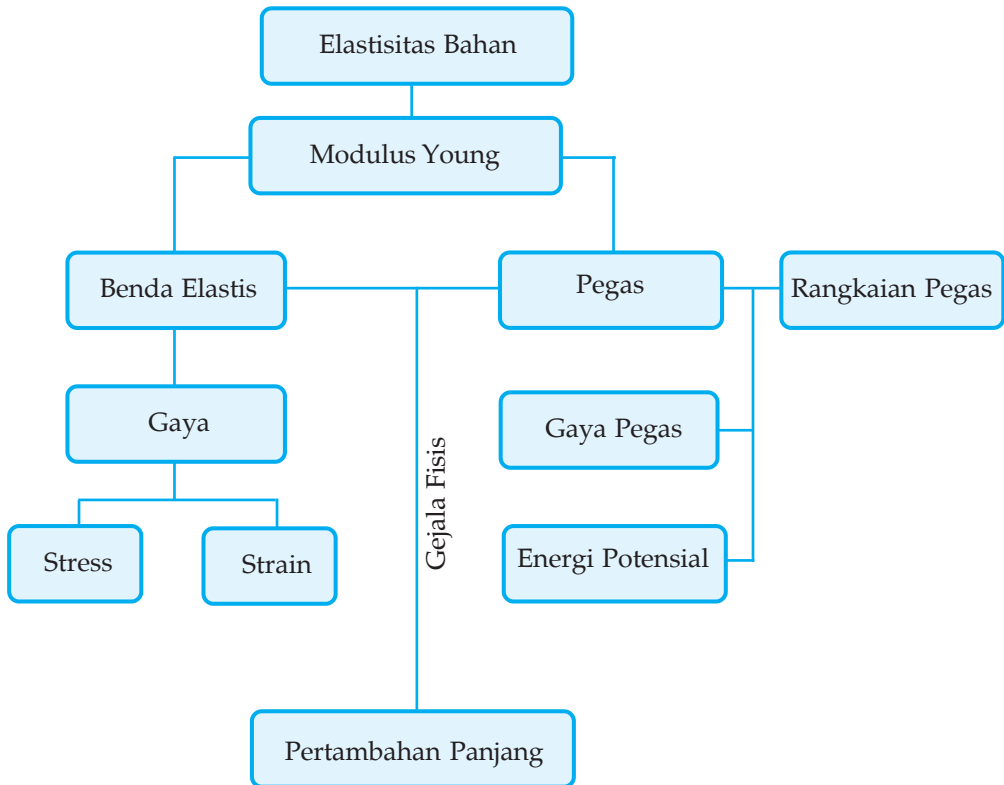 Elastisitas Bahan
Modulus Young
Benda Elastis
Pegas
Rangkaian Pegas
Gaya
Gaya Pegas
Gejala Fisis
Stress
Strain
Energi Potensial
Pertambahan Panjang